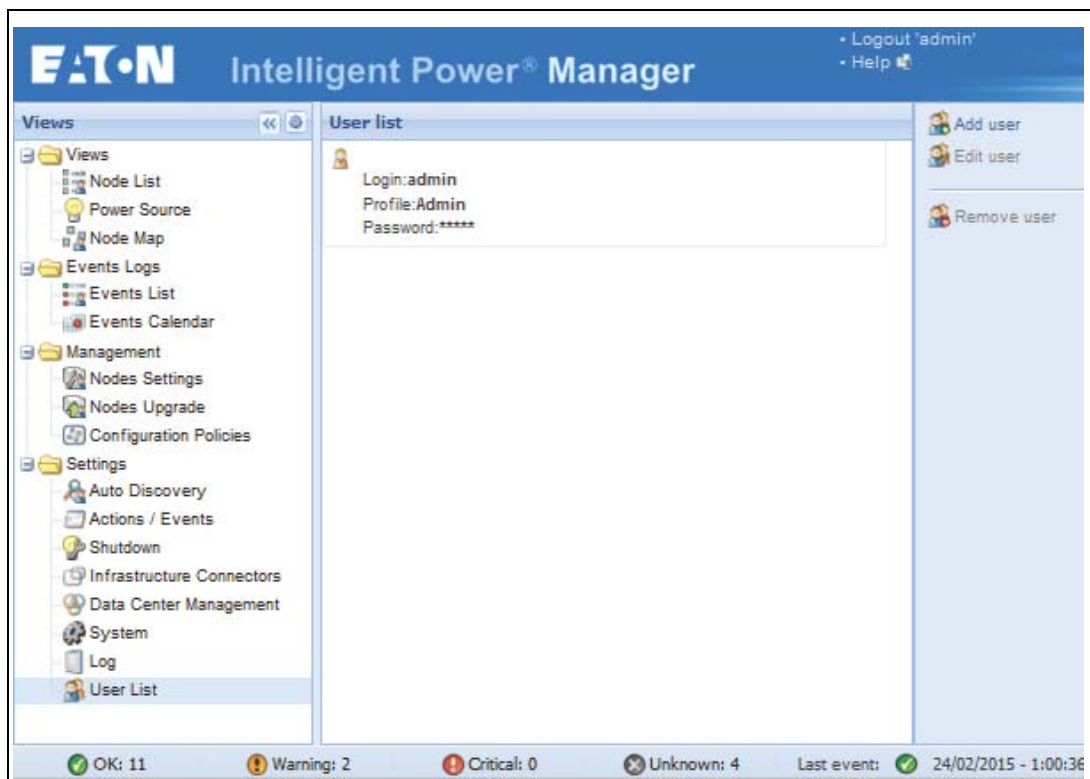 EATON
Intelligent Power® Manager
• Logout 'admin'
• Help
Views
Views
Node List
Power Source
Node Map
Events Logs
Events List
Events Calendar
Management
Nodes Settings
Nodes Upgrade
Configuration Policies
Settings
Auto Discovery
Actions / Events
Shutdown
Infrastructure Connectors
Data Center Management
System
Log
User List
User list
Login:admin
Profile:Admin
Password:*****
Add user
Edit user
Remove user
OK: 11 Warning: 2 Critical: 0 Unknown: 4 Last event: 24/02/2015 - 1:00:36